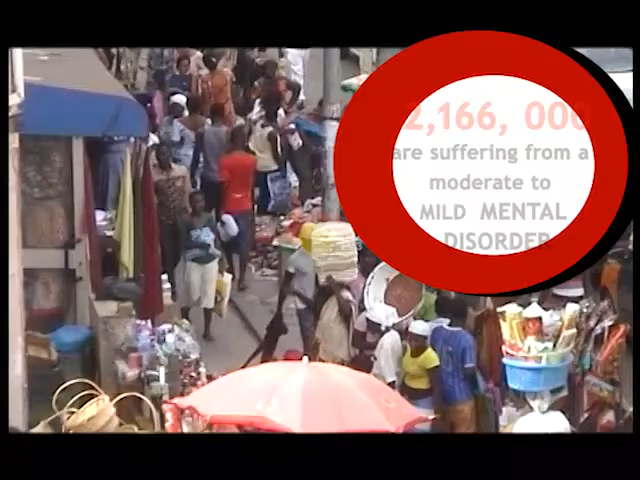 2,166, 000
are suffering from a
moderate to
MILD MENTAL
DISORDER